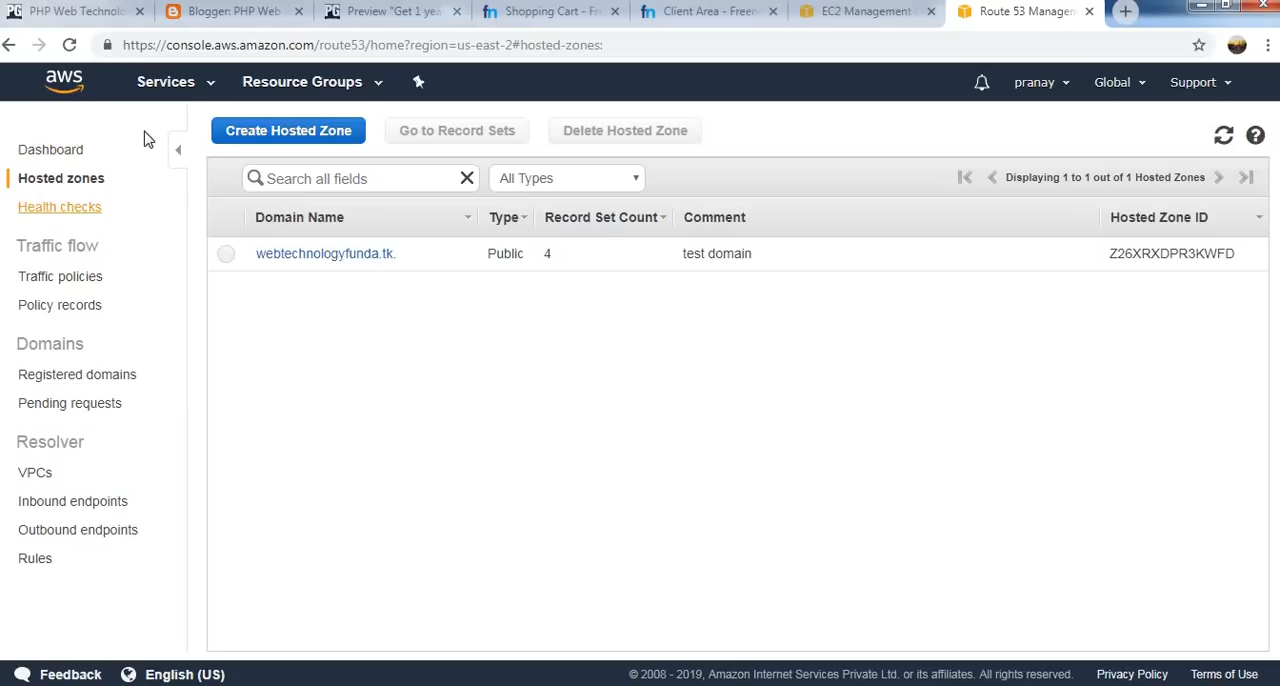 PHP Web Technolo
Blogger: PHP Web
Preview "Get 1 yea
Shopping Cart - Fr
Client Area - Freen
EC2 Management
Route 53 Managem
https://console.aws.amazon.com/route53/home?region=us-east-2#hosted-zones:
aws
Services
Resource Groups
pranay
Global
Support
Dashboard
Hosted zones
Health checks
Traffic flow
Traffic policies
Policy records
Domains
Registered domains
Pending requests
Resolver
VPCs
Inbound endpoints
Outbound endpoints
Rules
Create Hosted Zone
Go to Record Sets
Delete Hosted Zone
Search all fields
All Types
Displaying 1 to 1 out of 1 Hosted Zones
Domain Name
Type
Record Set Count
Comment
Hosted Zone ID
webtechnologyfunda.tk.
Public
4
test domain
Z26XRXDPR3KWFD
Feedback
English (US)
© 2008 - 2019, Amazon Internet Services Private Ltd. or its affiliates. All rights reserved.
Privacy Policy
Terms of Use